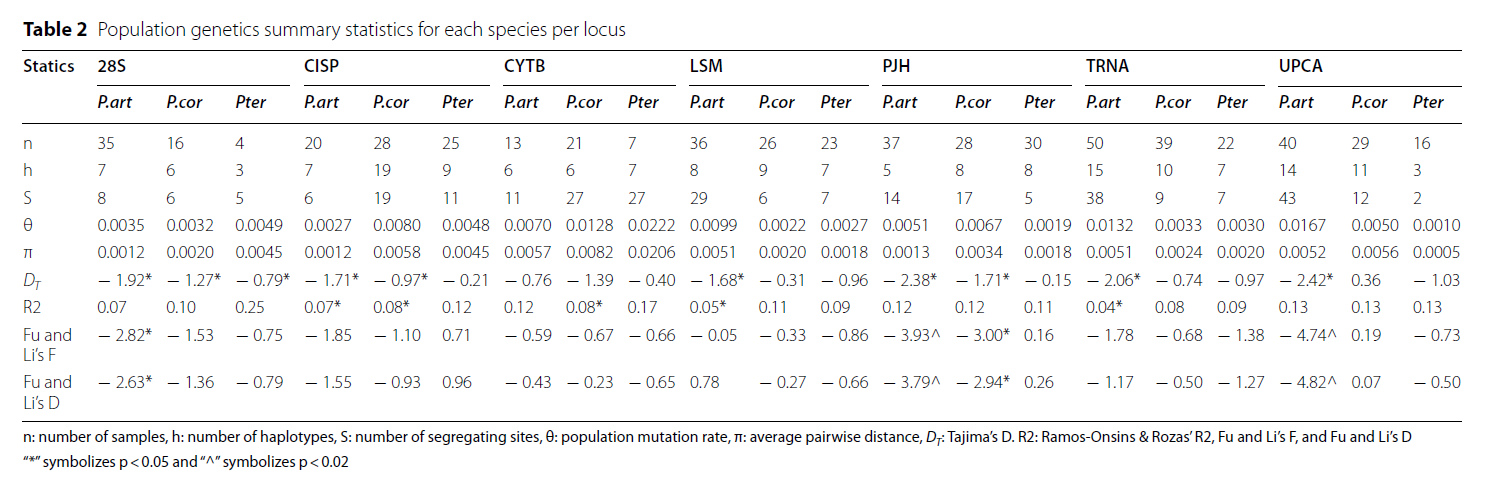 Table 2 Population genetics summary statistics for each species per locus
Statics 28S CISP CYTB LSM PJH TRNA UPCA
P.art P.cor Pter P.art P.cor Pter P.art P.cor Pter P.art P.cor Pter P.art P.cor Pter P.art P.cor Pter P.art P.cor Pter
n 35 16 4 20 28 25 13 21 7 36 26 23 37 28 30 50 39 22 40 29 16
h 7 6 3 7 19 9 6 6 7 8 9 7 5 8 8 15 10 7 14 11 3
S 8 6 5 6 19 11 11 27 27 29 6 7 14 17 5 38 9 7 43 12 2
θ 0.0035 0.0032 0.0049 0.0027 0.0080 0.0048 0.0070 0.0128 0.0222 0.0099 0.0022 0.0027 0.0051 0.0067 0.0019 0.0132 0.0033 0.0030 0.0167 0.0050 0.0010
π 0.0012 0.0020 0.0045 0.0012 0.0058 0.0045 0.0057 0.0082 0.0206 0.0051 0.0020 0.0018 0.0013 0.0034 0.0018 0.0051 0.0024 0.0020 0.0052 0.0056 0.0005
DT − 1.92* − 1.27* − 0.79* − 1.71* − 0.97* − 0.21 − 0.76 − 1.39 − 0.40 − 1.68* − 0.31 − 0.96 − 2.38* − 1.71* − 0.15 − 2.06* − 0.74 − 0.97 − 2.42* 0.36 − 1.03
R2 0.07 0.10 0.25 0.07* 0.08* 0.12 0.12 0.08* 0.17 0.05* 0.11 0.09 0.12 0.12 0.11 0.04* 0.08 0.09 0.13 0.13 0.13
Fu and − 2.82* − 1.53 − 0.75 − 1.85 − 1.10 0.71 − 0.59 − 0.67 − 0.66 − 0.05 − 0.33 − 0.86 − 3.93^ − 3.00* 0.16 − 1.78 − 0.68 − 1.38 − 4.74^ 0.19 − 0.73
Li's F
Fu and − 2.63* − 1.36 − 0.79 − 1.55 − 0.93 0.96 − 0.43 − 0.23 − 0.65 0.78 − 0.27 − 0.66 − 3.79^ − 2.94* 0.26 − 1.17 − 0.50 − 1.27 − 4.82^ 0.07 − 0.50
Li's D
n: number of samples, h: number of haplotypes, S: number of segregating sites, θ: population mutation rate, π: average pairwise distance, DT: Tajima's D. R2: Ramos-Onsins & Rozas' R2, Fu and Li's F, and Fu and Li's D
"*" symbolizes p < 0.05 and "^" symbolizes p < 0.02